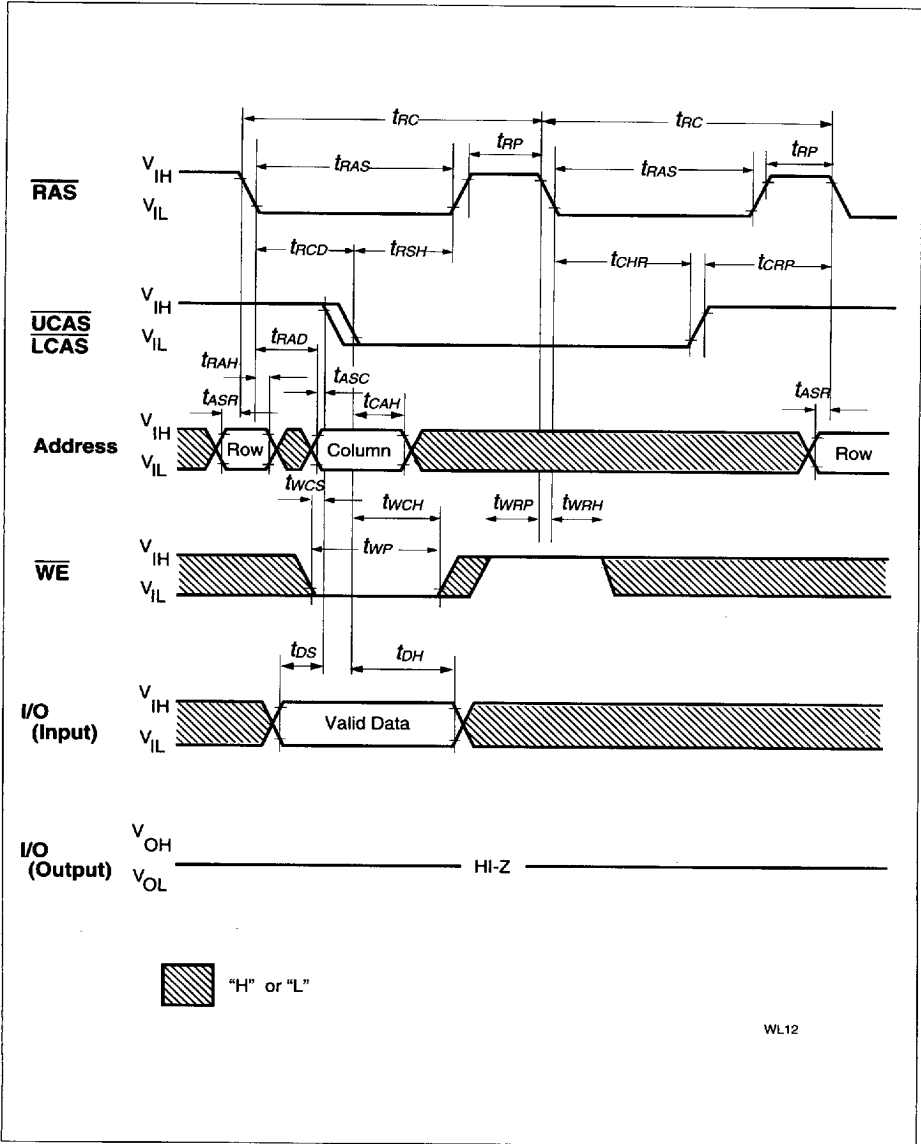 tRC tRC
tRP tRP
tRAS tRAS
RAS VIH
VIL
tRCD tRSH tCHR tCRP
UCAS VIH
LCAS VIL
tRAH tRAD tASC
tASR tCAH tASR
Address VIH
VIL
Row Column Row
tWCS tWCH tWRP tWRH
tWP
WE VIH
VIL
tDS tDH
I/O (Input) VIH
VIL
Valid Data
I/O (Output) VOH
VOL
HI-Z
"H" or "L"
WL12